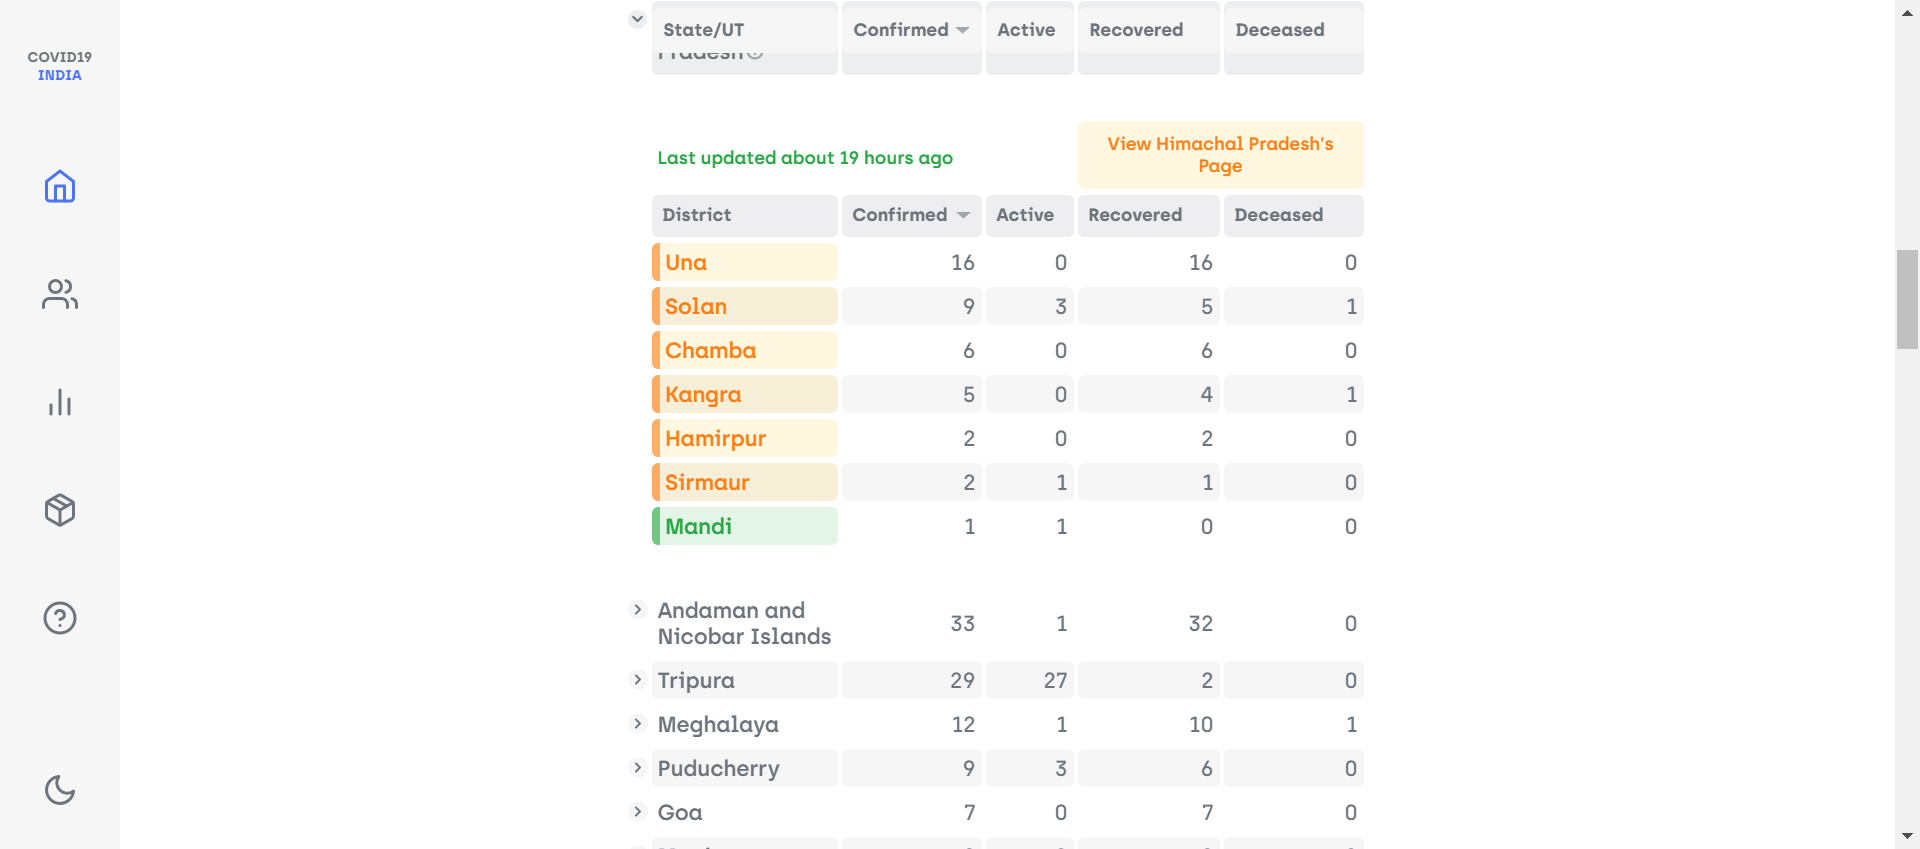 COVID19
INDIA
State/UT Confirmed Active Recovered Deceased
Pradesh
Last updated about 19 hours ago
View Himachal Pradesh's
Page
District Confirmed Active Recovered Deceased
Una 16 0 16 0
Solan 9 3 5 1
Chamba 6 0 6 0
Kangra 5 0 4 1
Hamirpur 2 0 2 0
Sirmaur 2 1 1 0
Mandi 1 1 0 0
Andaman and
Nicobar Islands 33 1 32 0
Tripura 29 27 2 0
Meghalaya 12 1 10 1
Puducherry 9 3 6 0
Goa 7 0 7 0